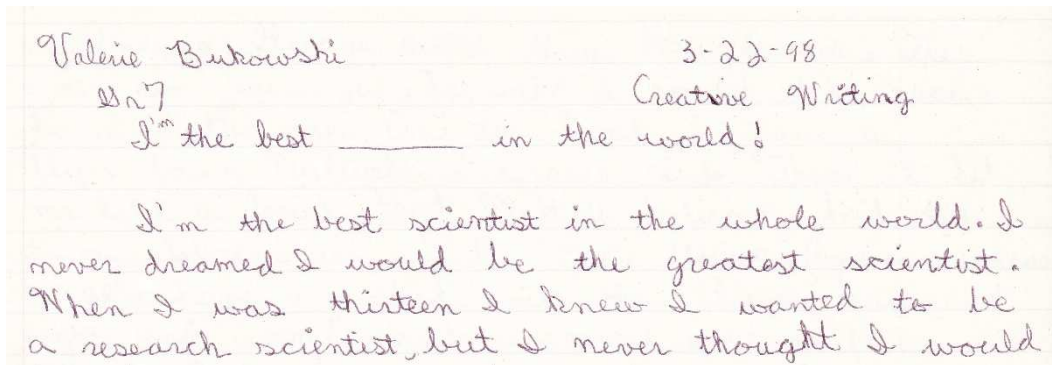 Valerie Bukowski 3-22-98
Gr 7 Creative Writing
I'm the best ______ in the world!
I'm the best scientist in the whole world. I
never dreamed I would be the greatest scientist.
When I was thirteen I knew I wanted to be
a research scientist, but I never thought I would